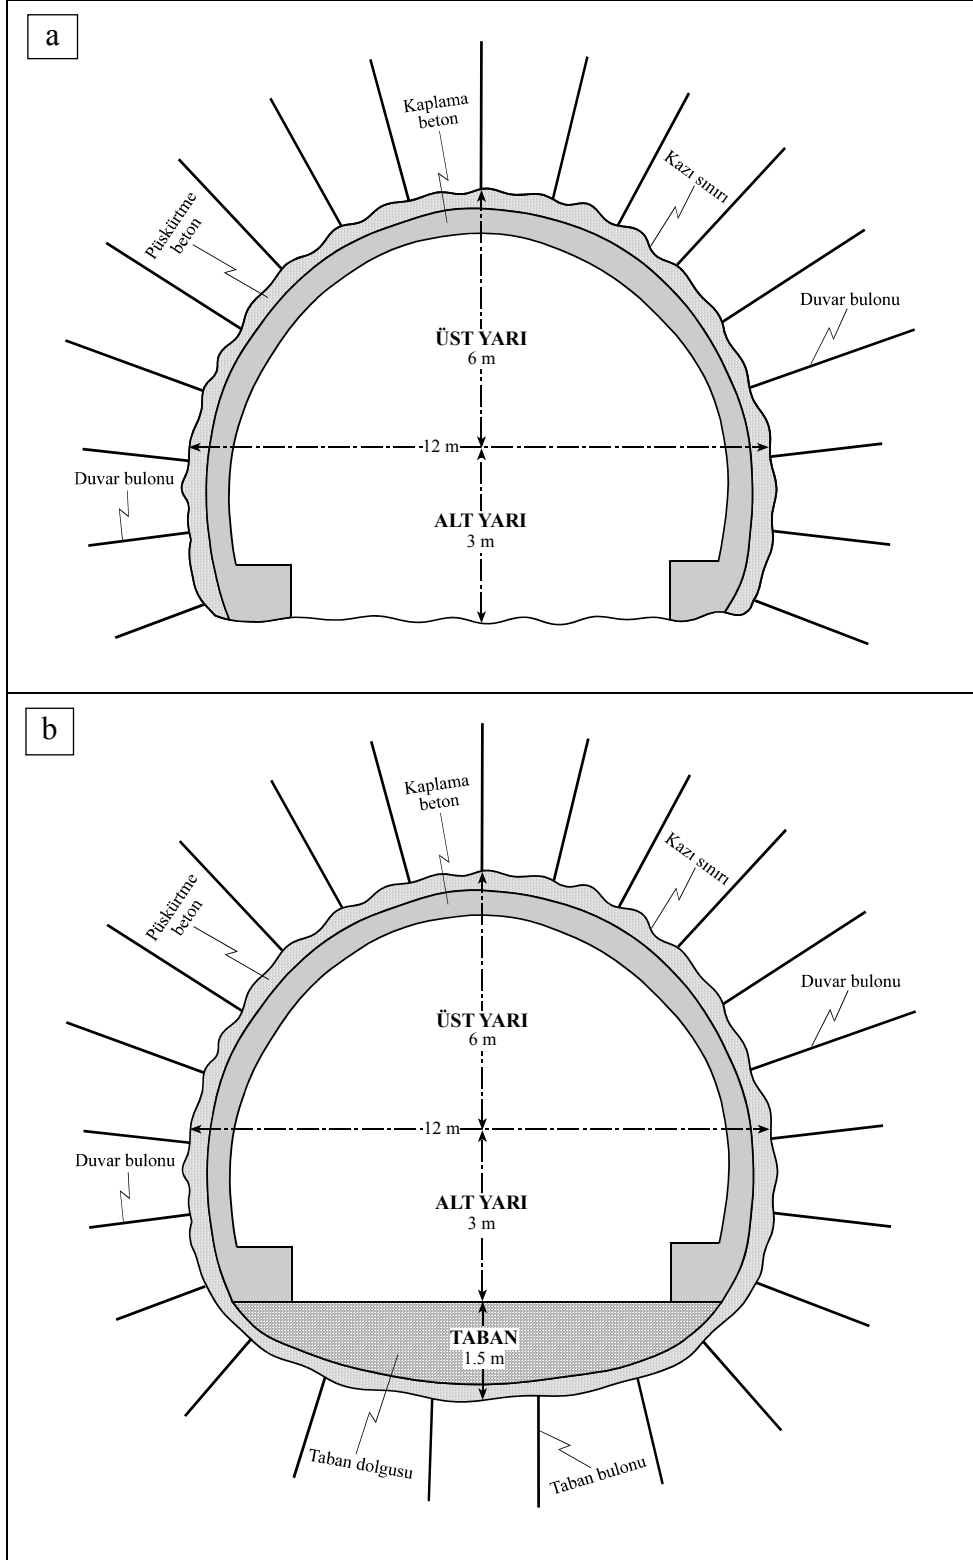 a
Kaplama
beton
Kazı sınırı
Püskürtme
beton
Duvar bulonu
ÜST YARI
6 m
12 m
Duvar bulonu
ALT YARI
3 m
b
Kaplama
beton
Kazı sınırı
Püskürtme
beton
Duvar bulonu
ÜST YARI
6 m
12 m
Duvar bulonu
ALT YARI
3 m
TABAN
1.5 m
Taban dolgusu
Taban bulonu